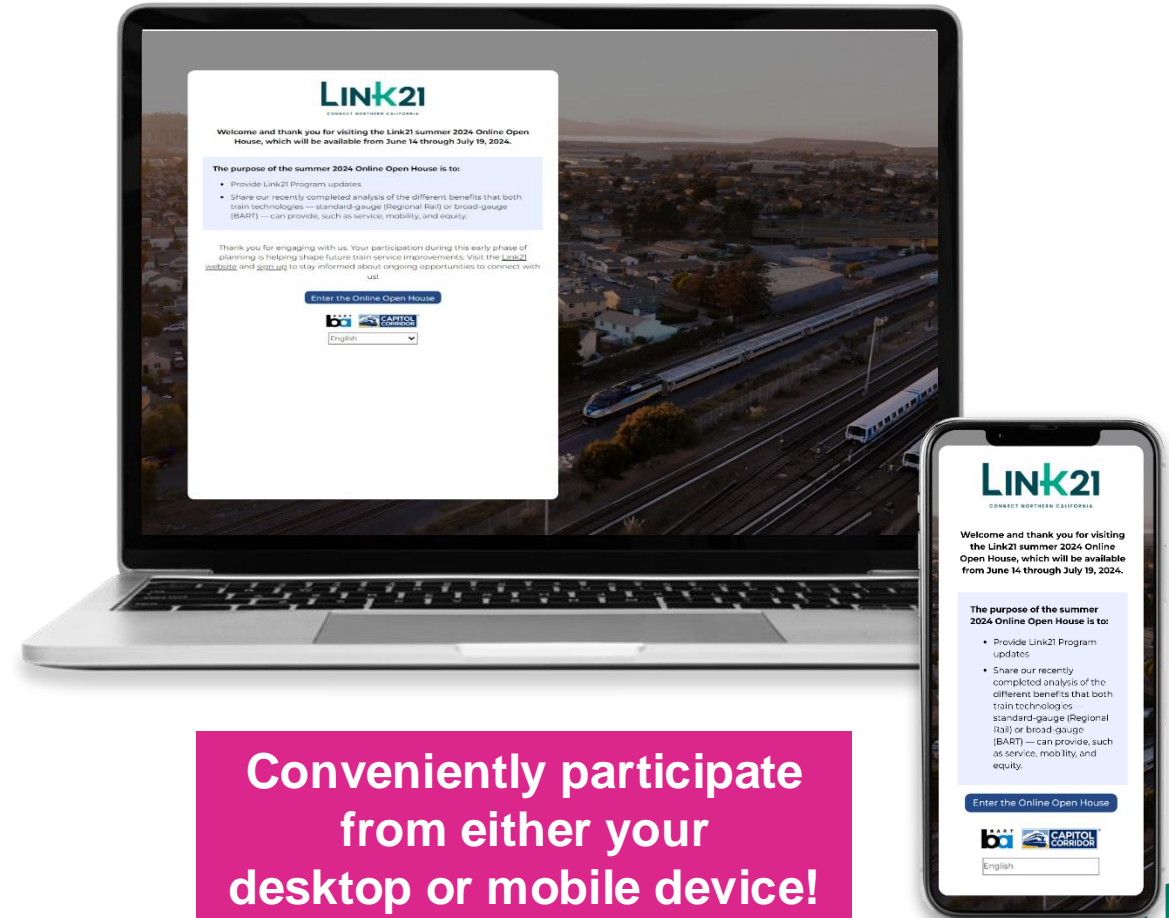 LINK21
CONNECT NORTHERN CALIFORNIA
Welcome and thank you for visiting the Link21 summer 2024 Online Open
House, which will be available from June 14 through July 19, 2024.
The purpose of the summer 2024 Online Open House is to:
• Provide Link21 Program updates
• Share our recently completed analysis of the different benefits that both
train technologies — standard-gauge (Regional Rail) or broad-gauge
(BART) — can provide, such as service, mobility, and equity.
Thank you for engaging with us. Your participation during this early phase of
planning is helping shape future train service improvements. Visit the Link21
website and sign up to stay informed about ongoing opportunities to connect with
us!
Enter the Online Open House
BART
ba CAPITOL
CORRIDOR
English
LINK21
CONNECT NORTHERN CALIFORNIA
Welcome and thank you for visiting
the Link21 summer 2024 Online
Open House, which will be available
from June 14 through July 19, 2024.
The purpose of the summer
2024 Online Open House is to:
• Provide Link21 Program
updates
• Share our recently
completed analysis of the
different benefits that both
train technologies —
standard-gauge (Regional
Rail) or broad-gauge
(BART) — can provide, such
as service, mobility, and
equity.
Enter the Online Open House
BART
ba CAPITOL
CORRIDOR
English
Conveniently participate
from either your
desktop or mobile device!